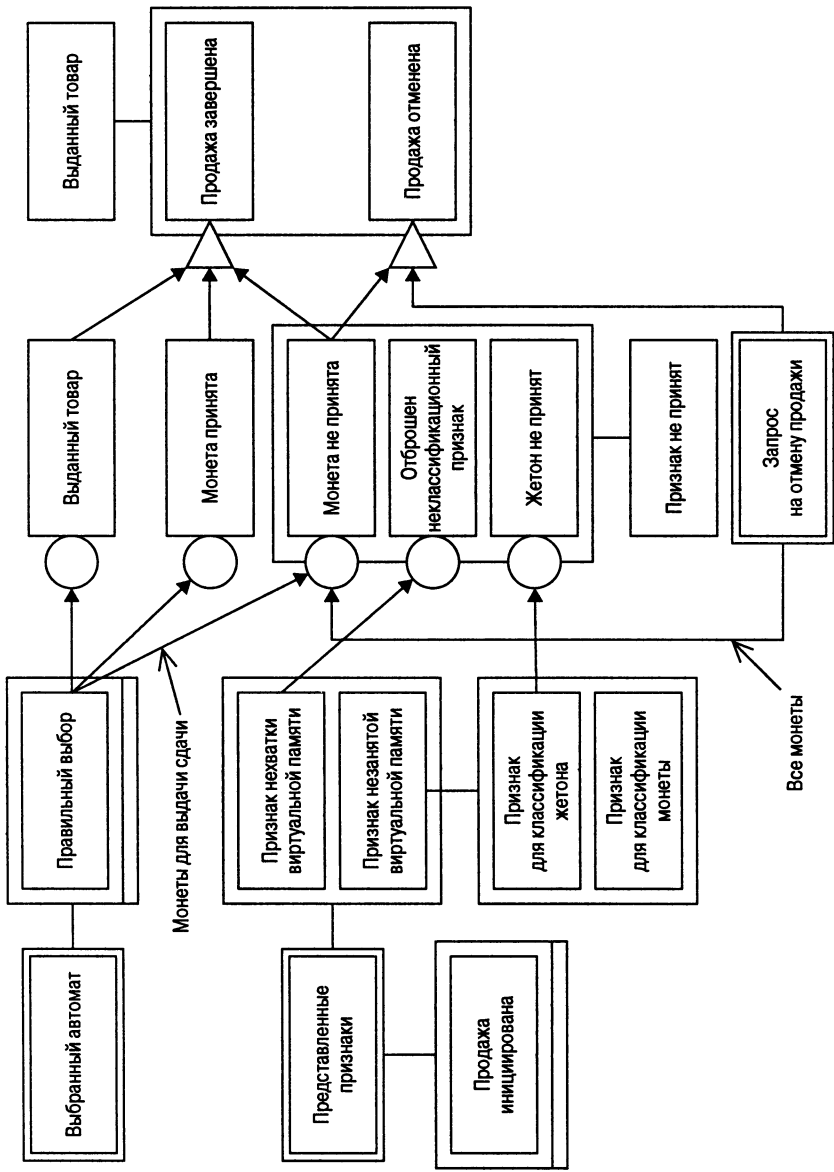 Выбранный автомат
Правильный выбор
Выданный товар
Выданный товар
Монеты для выдачи сдачи
Монета принята
Продажа завершена
Представленные
признаки
Признак нехватки
виртуальной памяти
Признак незанятой
виртуальной памяти
Монета не принята
Отброшен
неклассификационный
признак
Продажа отменена
Продажа
инициирована
Признак
для классификации
жетона
Признак
для классификации
монеты
Жетон не принят
Признак не принят
Все монеты
Запрос
на отмену продажи